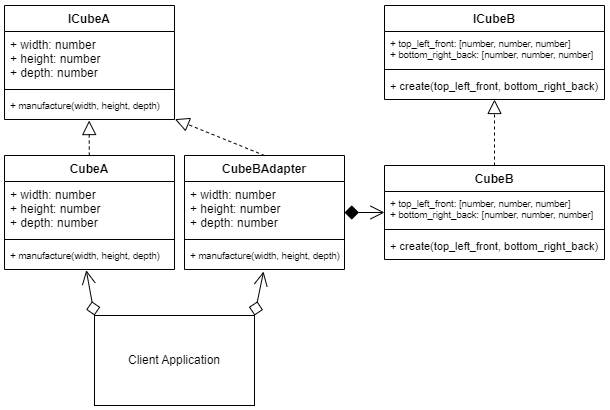 ICubeA
+ width: number
+ height: number
+ depth: number
+ manufacture(width, height, depth)
ICubeB
+ top_left_front: [number, number, number]
+ bottom_right_back: [number, number, number]
+ create(top_left_front, bottom_right_back)
CubeA
+ width: number
+ height: number
+ depth: number
+ manufacture(width, height, depth)
CubeBAdapter
+ width: number
+ height: number
+ depth: number
+ manufacture(width, height, depth)
CubeB
+ top_left_front: [number, number, number]
+ bottom_right_back: [number, number, number]
+ create(top_left_front, bottom_right_back)
Client Application